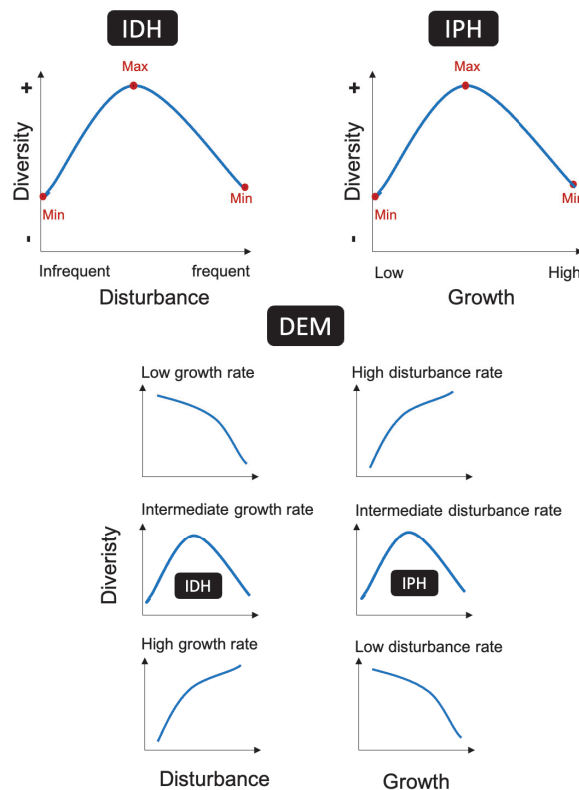 IDH
IPH
Max
Max
+
+
Diversity
Diversity
Min
Min
Min
Min
-
-
Infrequent
frequent
Low
High
Disturbance
Growth
DEM
Low growth rate
High disturbance rate
Intermediate growth rate
Intermediate disturbance rate
Diveristy
IDH
IPH
High growth rate
Low disturbance rate
Disturbance
Growth